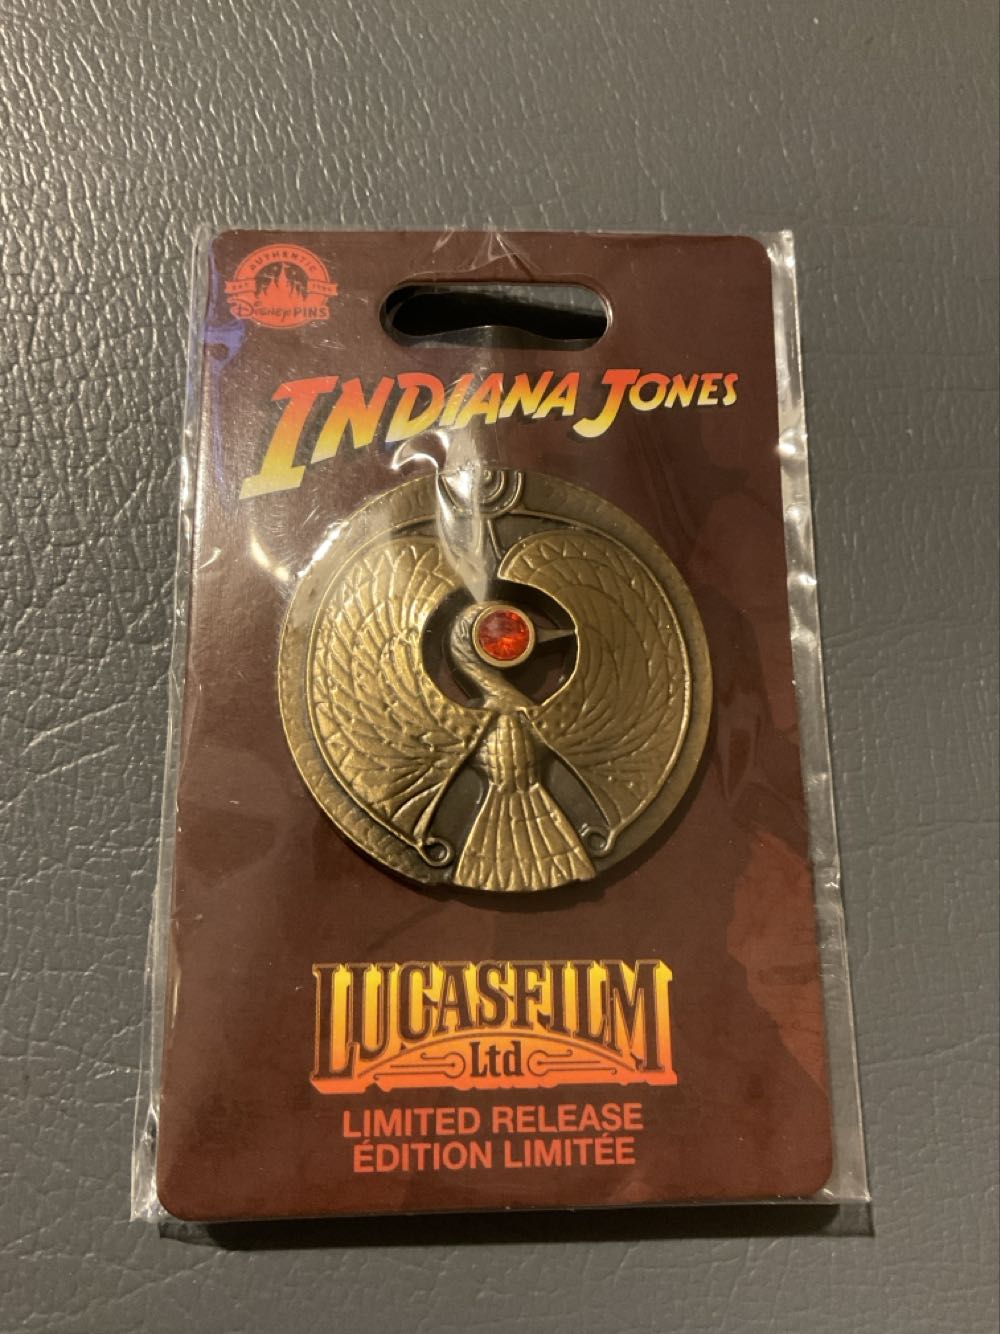 AUTHENTIC
Disney PINS
INDIANA JONES
LUCASFILM
Ltd
LIMITED RELEASE
ÉDITION LIMITÉE